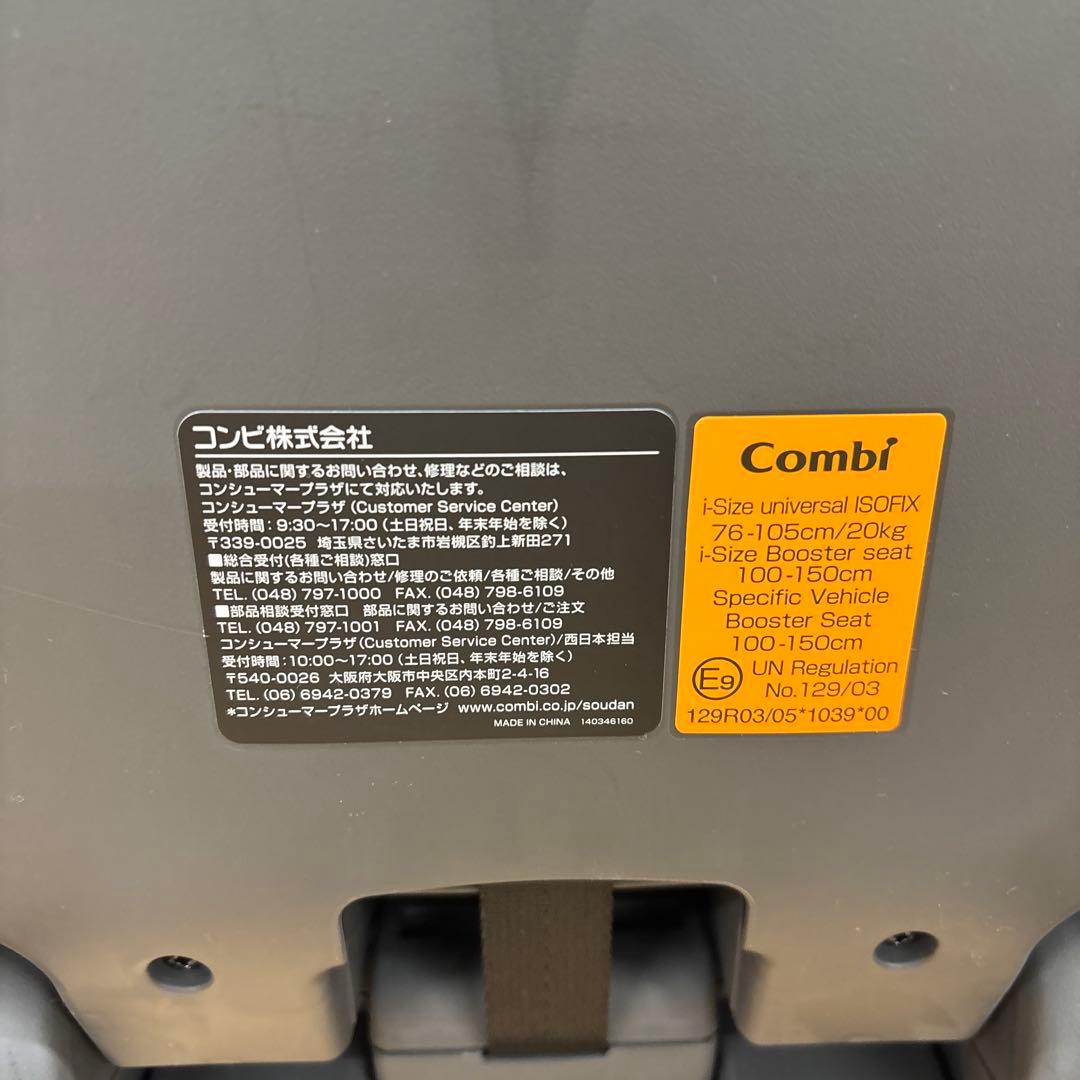 コンビ株式会社
製品・部品に関するお問い合わせ、修理などのご相談は、
コンシューマープラザにて対応いたします。
コンシューマープラザ (Customer Service Center)
受付時間：9:30～17:00 (土日祝日、年末年始を除く)
〒339-0025 埼玉県さいたま市岩槻区釣上新田271
■総合受付(各種ご相談)窓口
製品に関するお問い合わせ/修理のご依頼/各種ご相談/その他
TEL. (048) 797-1000 FAX. (048) 798-6109
■部品相談受付窓口 部品に関するお問い合わせ/ご注文
TEL. (048) 797-1001 FAX. (048) 798-6109
コンシューマープラザ(Customer Service Center)/西日本担当
受付時間：10:00～17:00 (土日祝日、年末年始を除く)
〒540-0026 大阪府大阪市中央区内本町2-4-16
TEL. (06) 6942-0379 FAX. (06) 6942-0302
*コンシューマープラザホームページ www.combi.co.jp/soudan
MADE IN CHINA 140346160
Combi
i-Size universal ISOFIX
76-105cm/20kg
i-Size Booster seat
100-150cm
Specific Vehicle
Booster Seat
100-150cm
E9 UN Regulation
No.129/03
129R03/05*1039*00